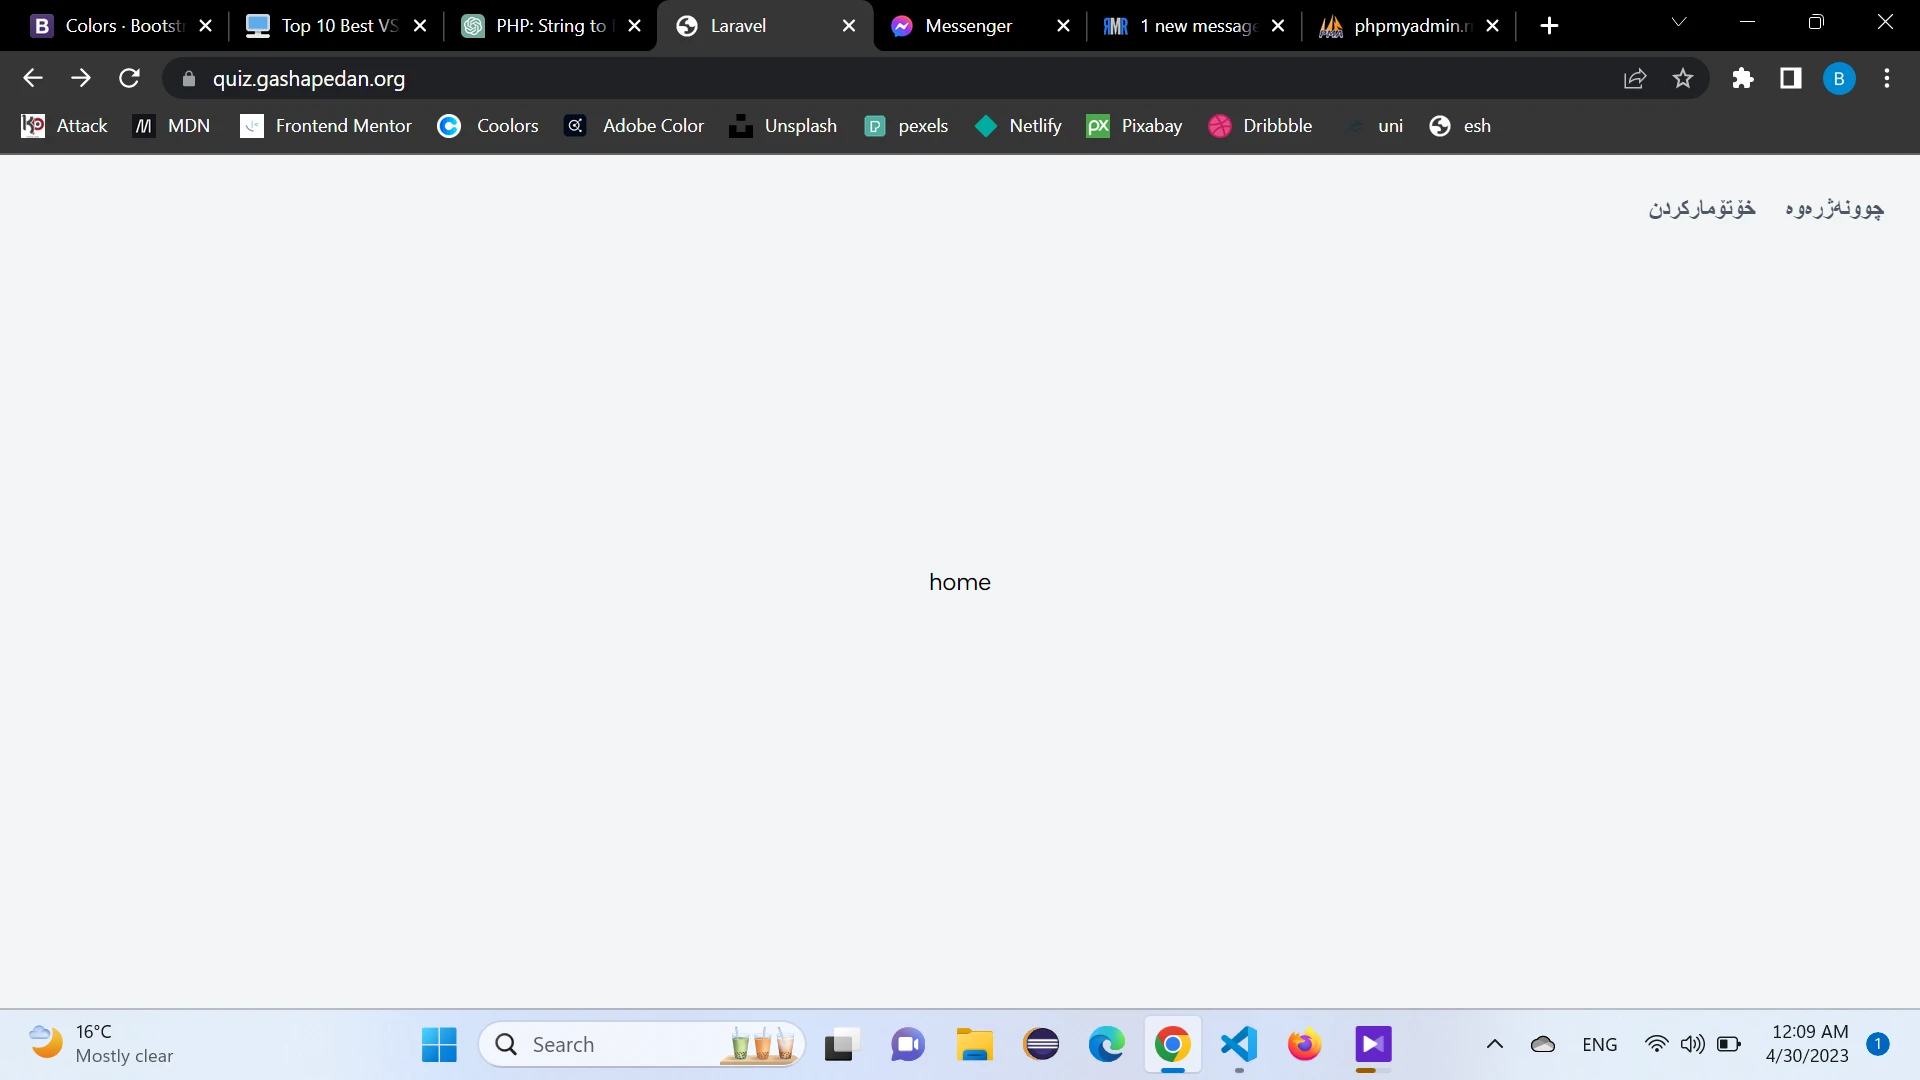 Colors · Bootst
Top 10 Best VS
PHP: String to
Laravel
Messenger
1 new message
phpmyadmin.r
quiz.gashapedan.org
B
Attack
MDN
Frontend Mentor
Coolors
Adobe Color
Unsplash
pexels
Netlify
Pixabay
Dribbble
uni
esh
چوونەژرەوە خۆتۆمارکردن
home
16°C
Mostly clear
Search
ENG
12:09 AM
4/30/2023
1